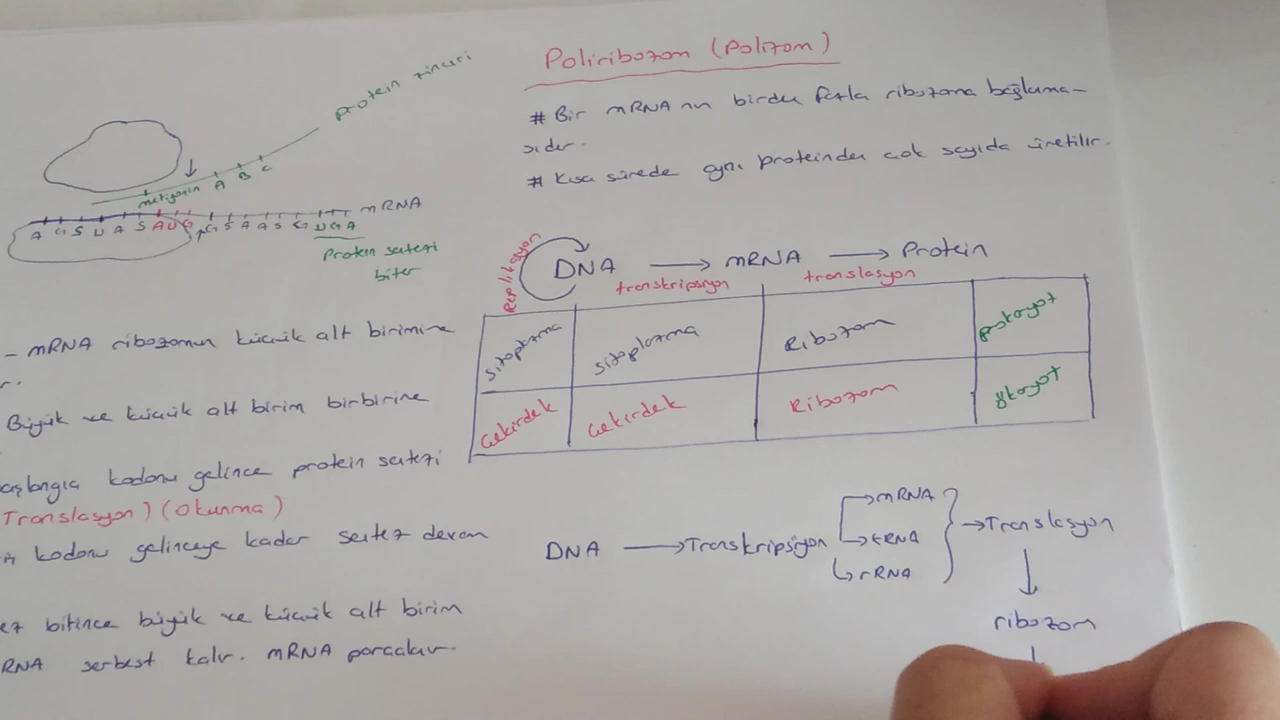 Protein zinciri
metiyonin A B C
A G S U A S A U G G S A A S G U G A mRNA
Protein sentezi
biter
- mRNA ribozomun küçük alt birimine
r.
Büyük ve küçük alt birim birbirine
aşlangıç kodonu gelince protein sentezi
Translasyon) (Okunma)
kodonu gelinceye kadar sentez devam
ez bitince büyük ve küçük alt birim
RNA serbest kalır. mRNA parçalanır.
Poliribozom (Polizom)
# Bir mRNA nın birden fazla ribozoma bağlanma-
sıdır.
# Kısa sürede aynı proteinden çok sayıda üretilir.
Replikasyon
DNA → mRNA → Protein
transkripsiyon translasyon
Sitoplazma Sitoplazma Ribozom Prokaryot
Çekirdek Çekirdek Ribozom Ökaryot
DNA → Transkripsiyon → mRNA
→ tRNA
→ rRNA
→ Translasyon
ribozom